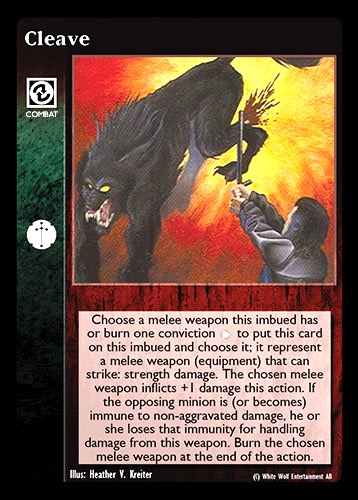 Cleave
COMBAT
Choose a melee weapon this imbued has
or burn one conviction to put this card
on this imbued and choose it; it represent
a melee weapon (equipment) that can
strike: strength damage. The chosen melee
weapon inflicts +1 damage this action. If
the opposing minion is (or becomes)
immune to non-aggravated damage, he or
she loses that immunity for handling
damage from this weapon. Burn the chosen
melee weapon at the end of the action.
Illus: Heather V. Kreiter
(C) White Wolf Entertainment AB